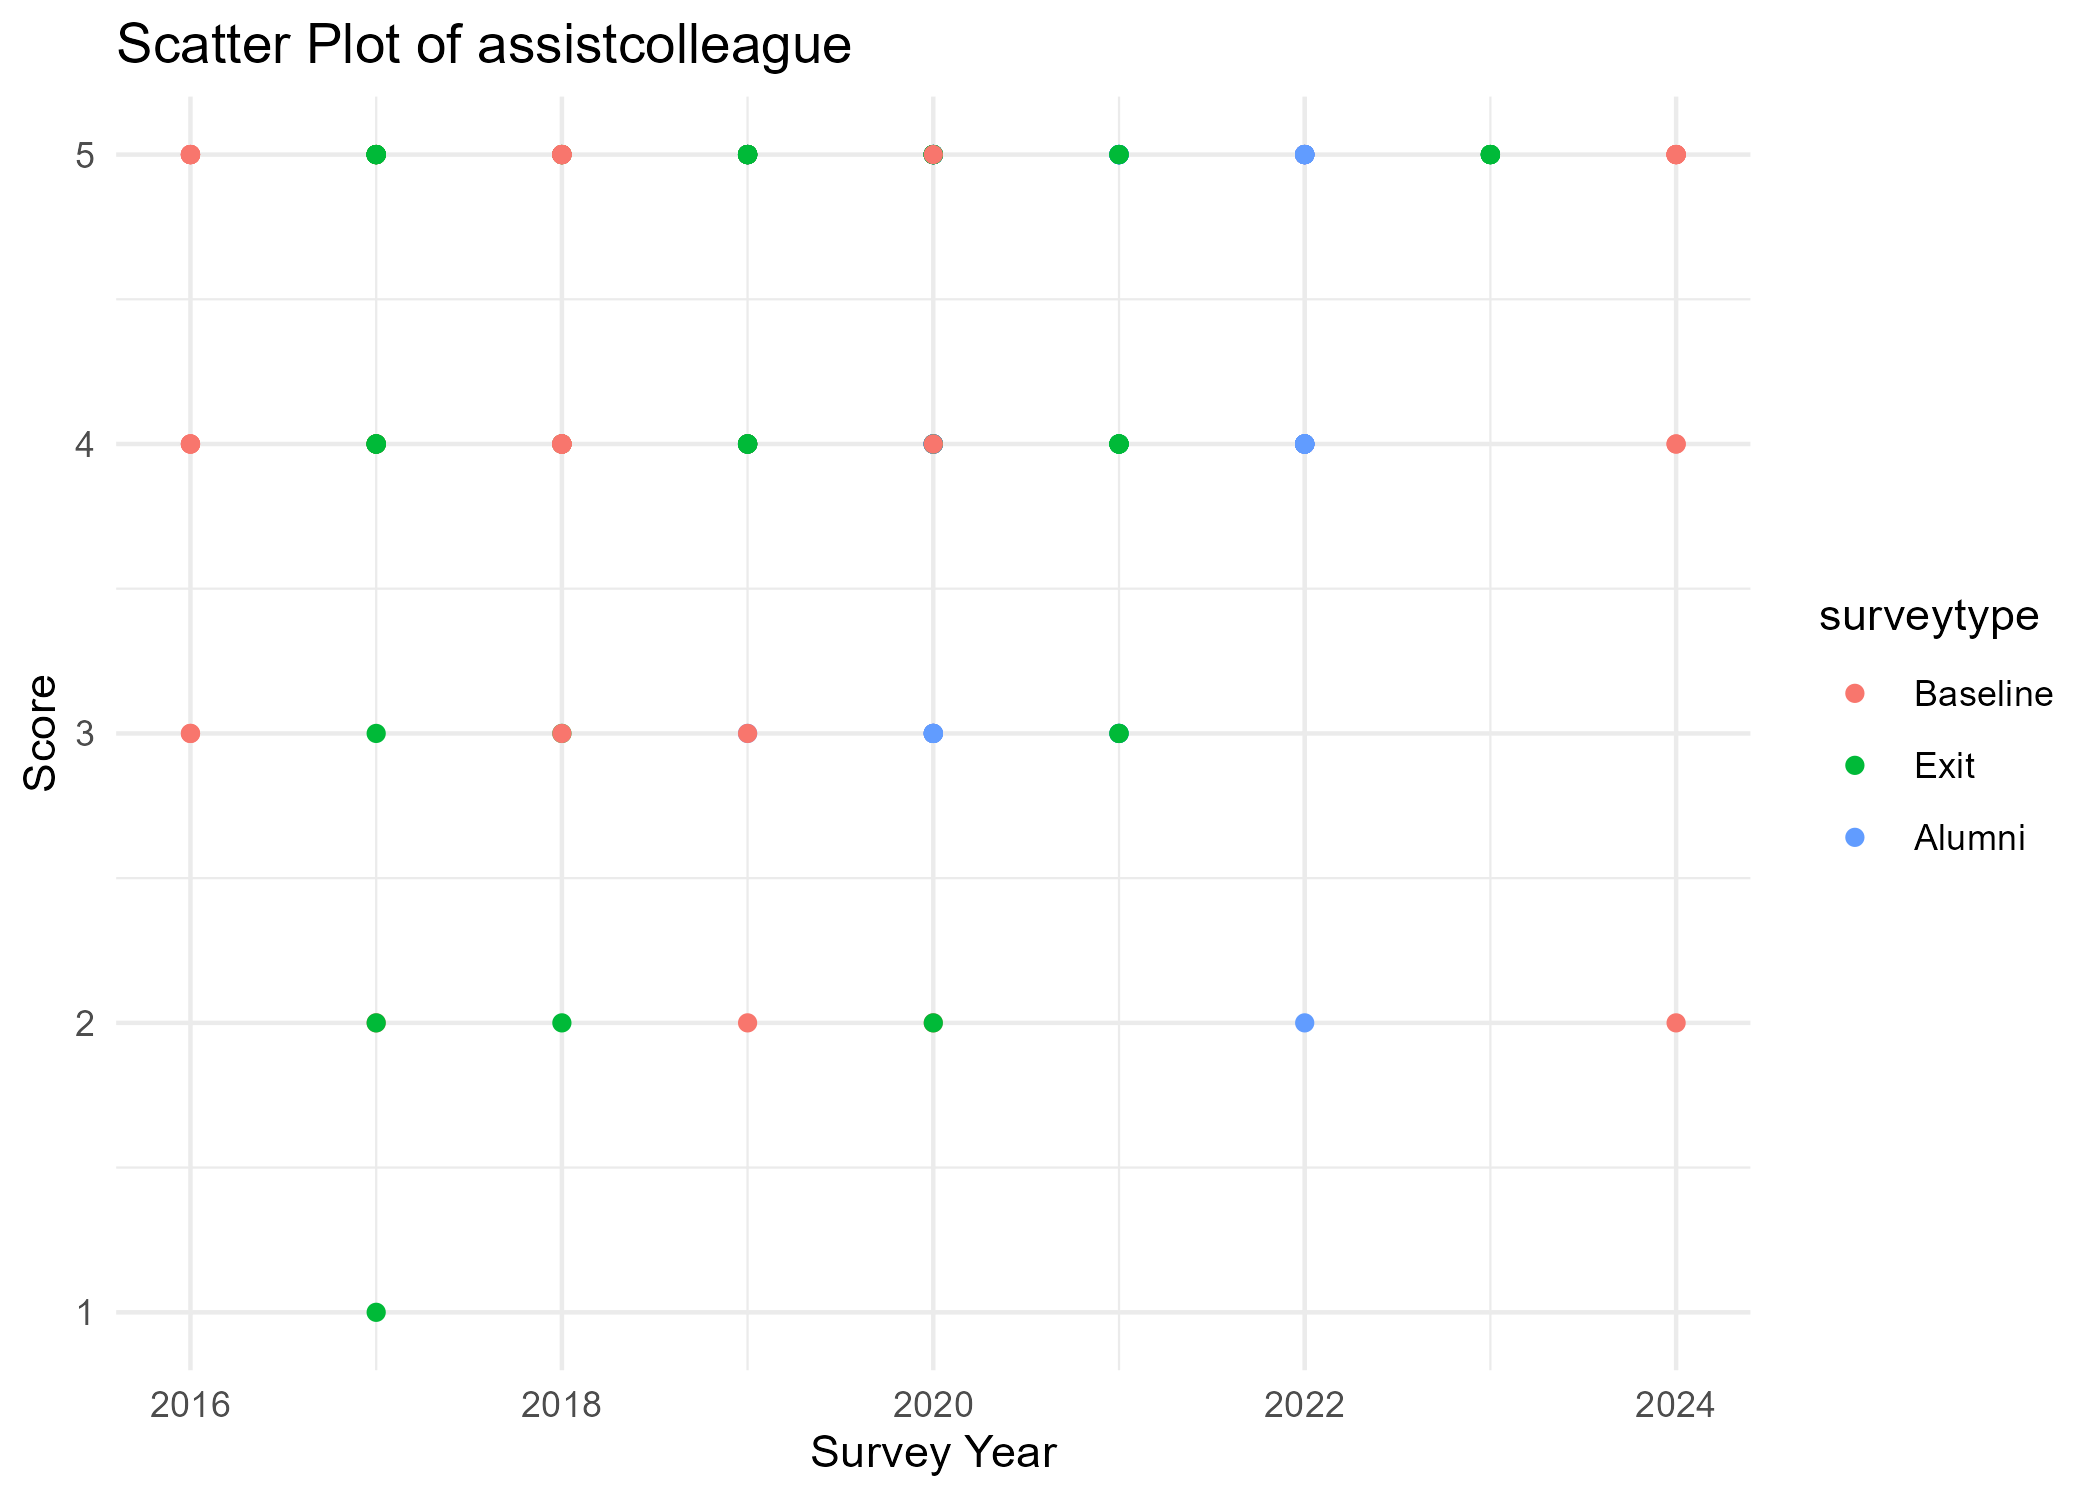 Scatter Plot of assistcolleague
5
4
3
2
1
Score
2016 2018 2020 2022 2024
Survey Year
surveytype
Baseline
Exit
Alumni